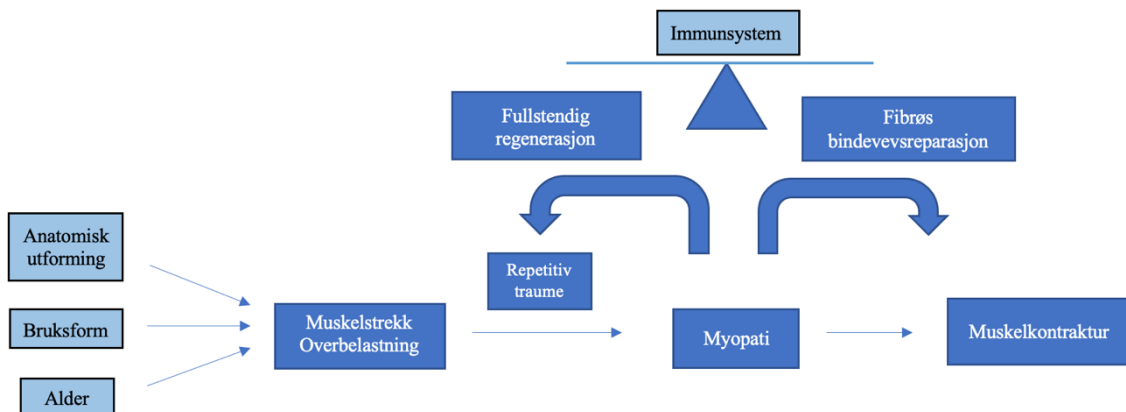 Immunsystem
Fullstendig
regenerasjon
Fibrøs
bindevevsreparasjon
Anatomisk
utforming
Bruksform
Alder
Muskelstrekk
Overbelastning
Repetitiv
traume
Myopati
Muskelkontraktur